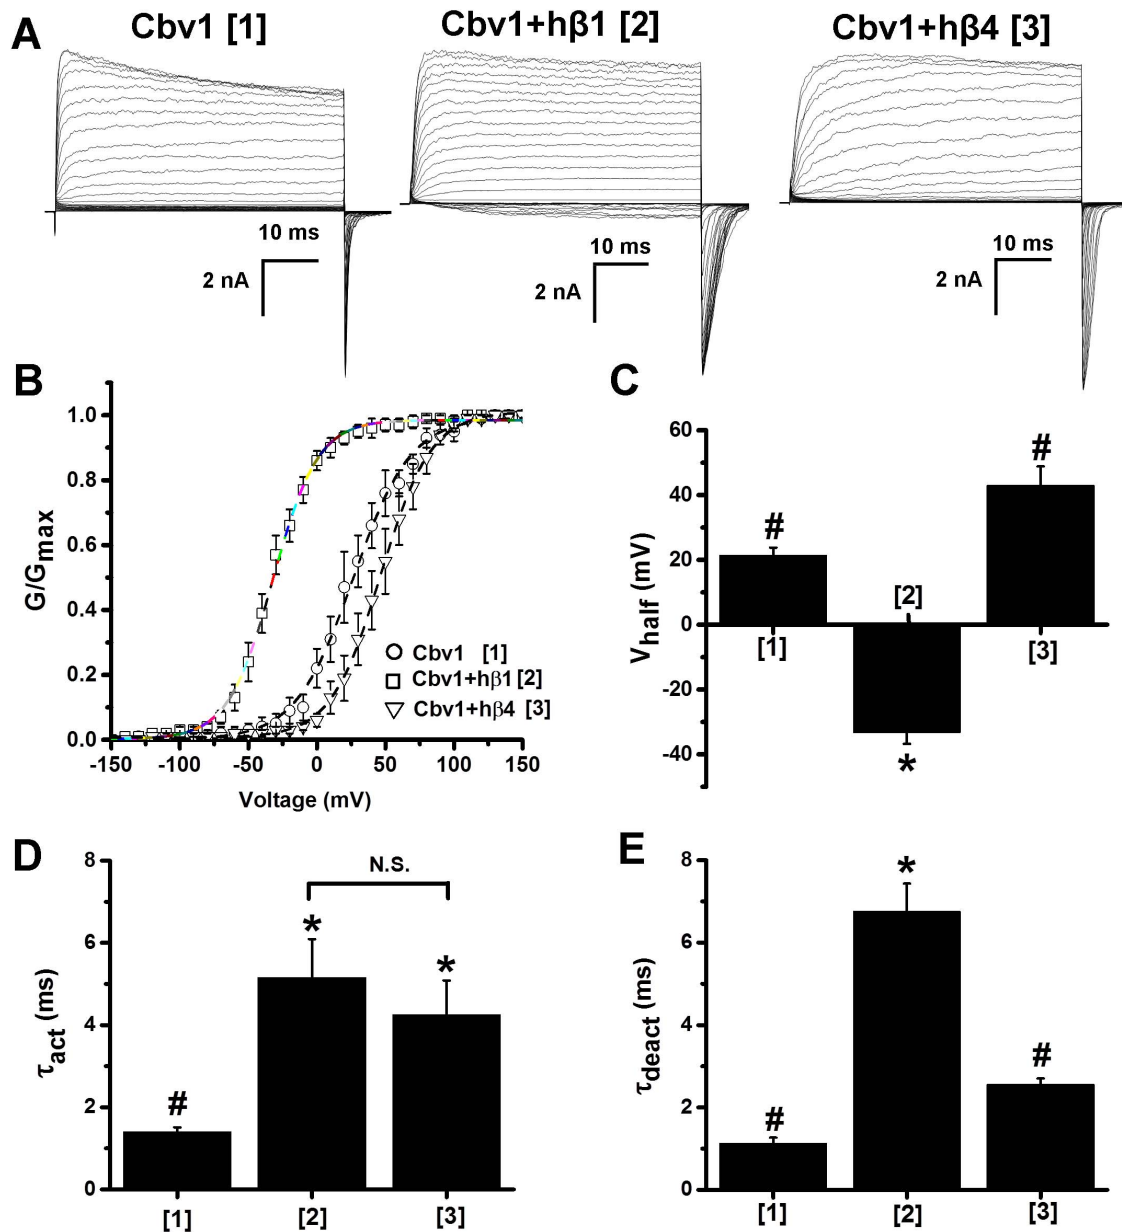 A
Cbv1 [1]
Cbv1+hβ1 [2]
Cbv1+hβ4 [3]
10 ms
2 nA
10 ms
2 nA
10 ms
2 nA
B
G/Gmax
1.0
0.8
0.6
0.4
0.2
0.0
Cbv1 [1]
Cbv1+hβ1 [2]
Cbv1+hβ4 [3]
-150 -100 -50 0 50 100 150
Voltage (mV)
C
Vhalf (mV)
60
40
20
0
-20
-40
#
[1]
[2]
*
#
[3]
D
τact (ms)
8
6
4
2
0
N.S.
#
*
*
[1] [2] [3]
E
τdeact (ms)
8
6
4
2
0
#
*
#
[1] [2] [3]